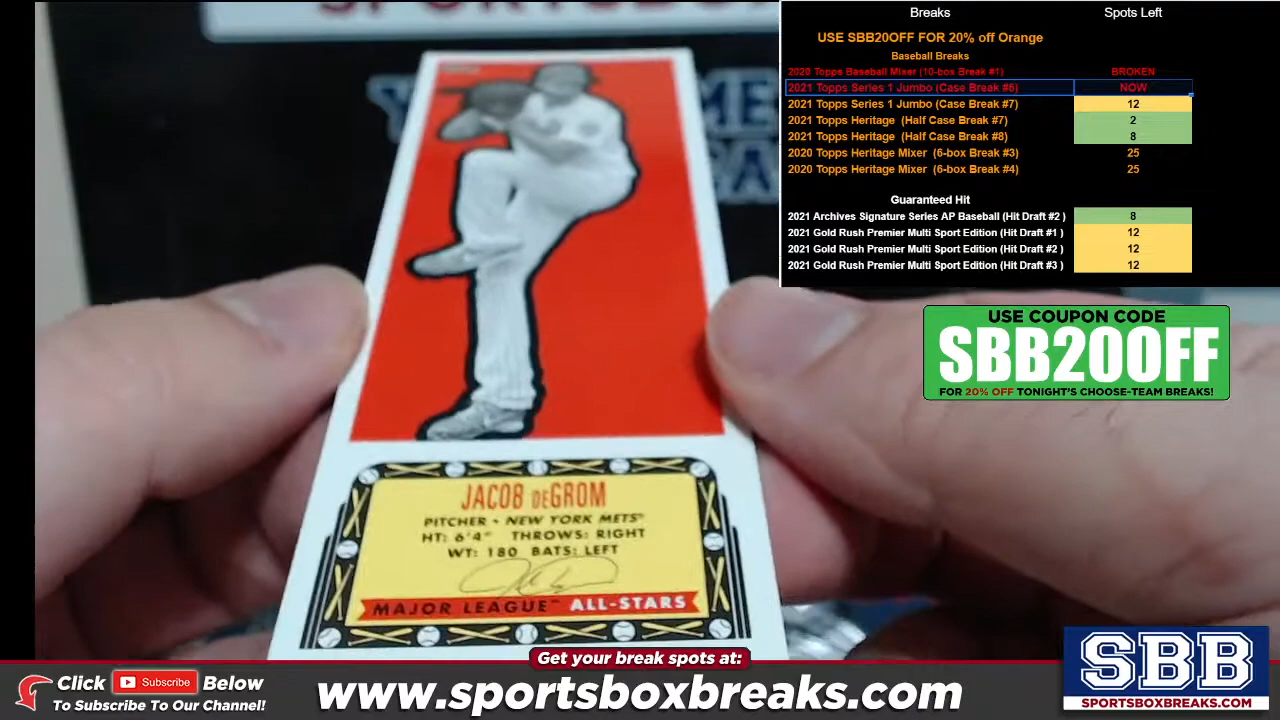 SPORTSBOX
Breaks Spots Left
USE SBB20OFF FOR 20% off Orange
Baseball Breaks
2020 Topps Baseball Mixer (10-box Break #1) BROKEN
2021 Topps Series 1 Jumbo (Case Break #6) NOW
2021 Topps Series 1 Jumbo (Case Break #7) 12
2021 Topps Heritage (Half Case Break #7) 2
2021 Topps Heritage (Half Case Break #8) 8
2020 Topps Heritage Mixer (6-box Break #3) 25
2020 Topps Heritage Mixer (6-box Break #4) 25
Guaranteed Hit
2021 Archives Signature Series AP Baseball (Hit Draft #2 ) 8
2021 Gold Rush Premier Multi Sport Edition (Hit Draft #1 ) 12
2021 Gold Rush Premier Multi Sport Edition (Hit Draft #2 ) 12
2021 Gold Rush Premier Multi Sport Edition (Hit Draft #3 ) 12
USE COUPON CODE
SBB20OFF
FOR 20% OFF TONIGHT'S CHOOSE-TEAM BREAKS!
JACOB DEGROM
PITCHER • NEW YORK METS®
HT: 6'4" THROWS: RIGHT
WT: 180 BATS: LEFT
MAJOR LEAGUE™ ALL-STARS
Get your break spots at:
Click Subscribe Below
To Subscribe To Our Channel!
www.sportsboxbreaks.com
SBB
SPORTSBOXBREAKS.COM